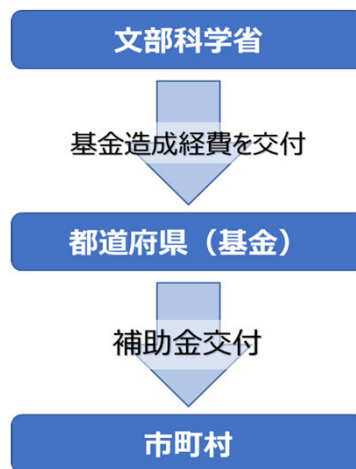 文部科学省
基金造成経費を交付
都道府県（基金）
補助金交付
市町村